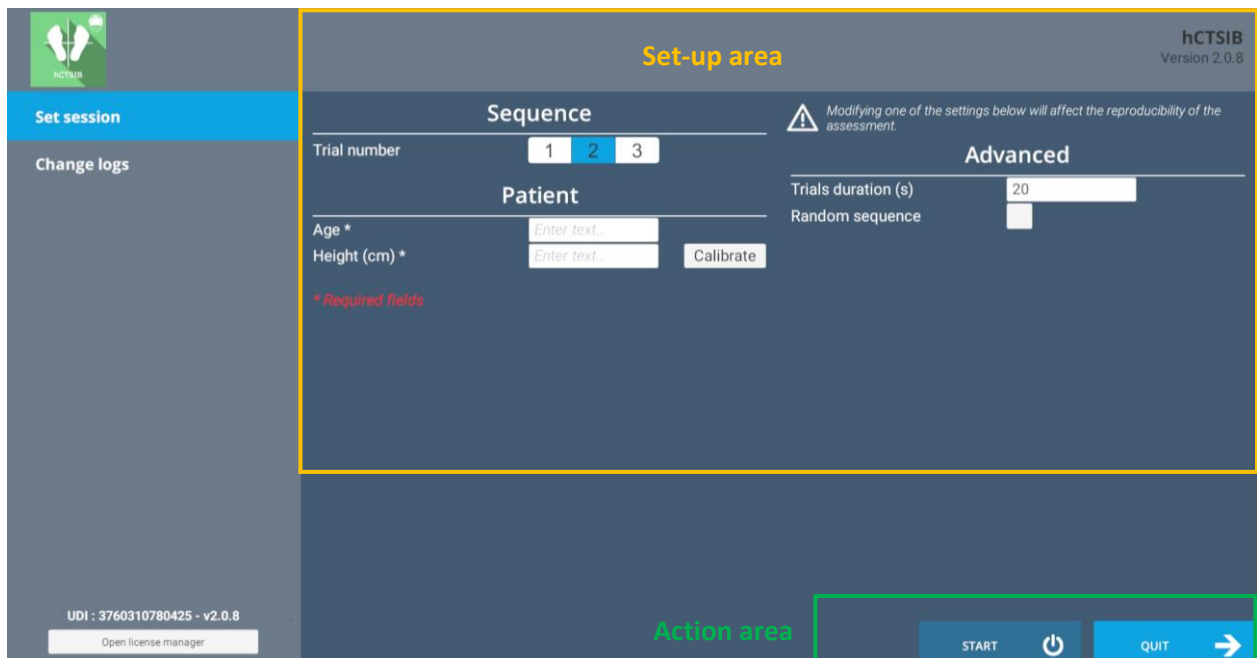 hCTSIB
Set-up area
hCTSIB
Version 2.0.8
Set session
Change logs
Sequence
Trial number 1 2 3
Patient
Age * Enter text...
Height (cm) * Enter text... Calibrate
* Required fields
Modifying one of the settings below will affect the reproducibility of the
assessment.
Advanced
Trials duration (s) 20
Random sequence
UDI : 3760310780425 - v2.0.8
Open license manager
Action area
START
QUIT